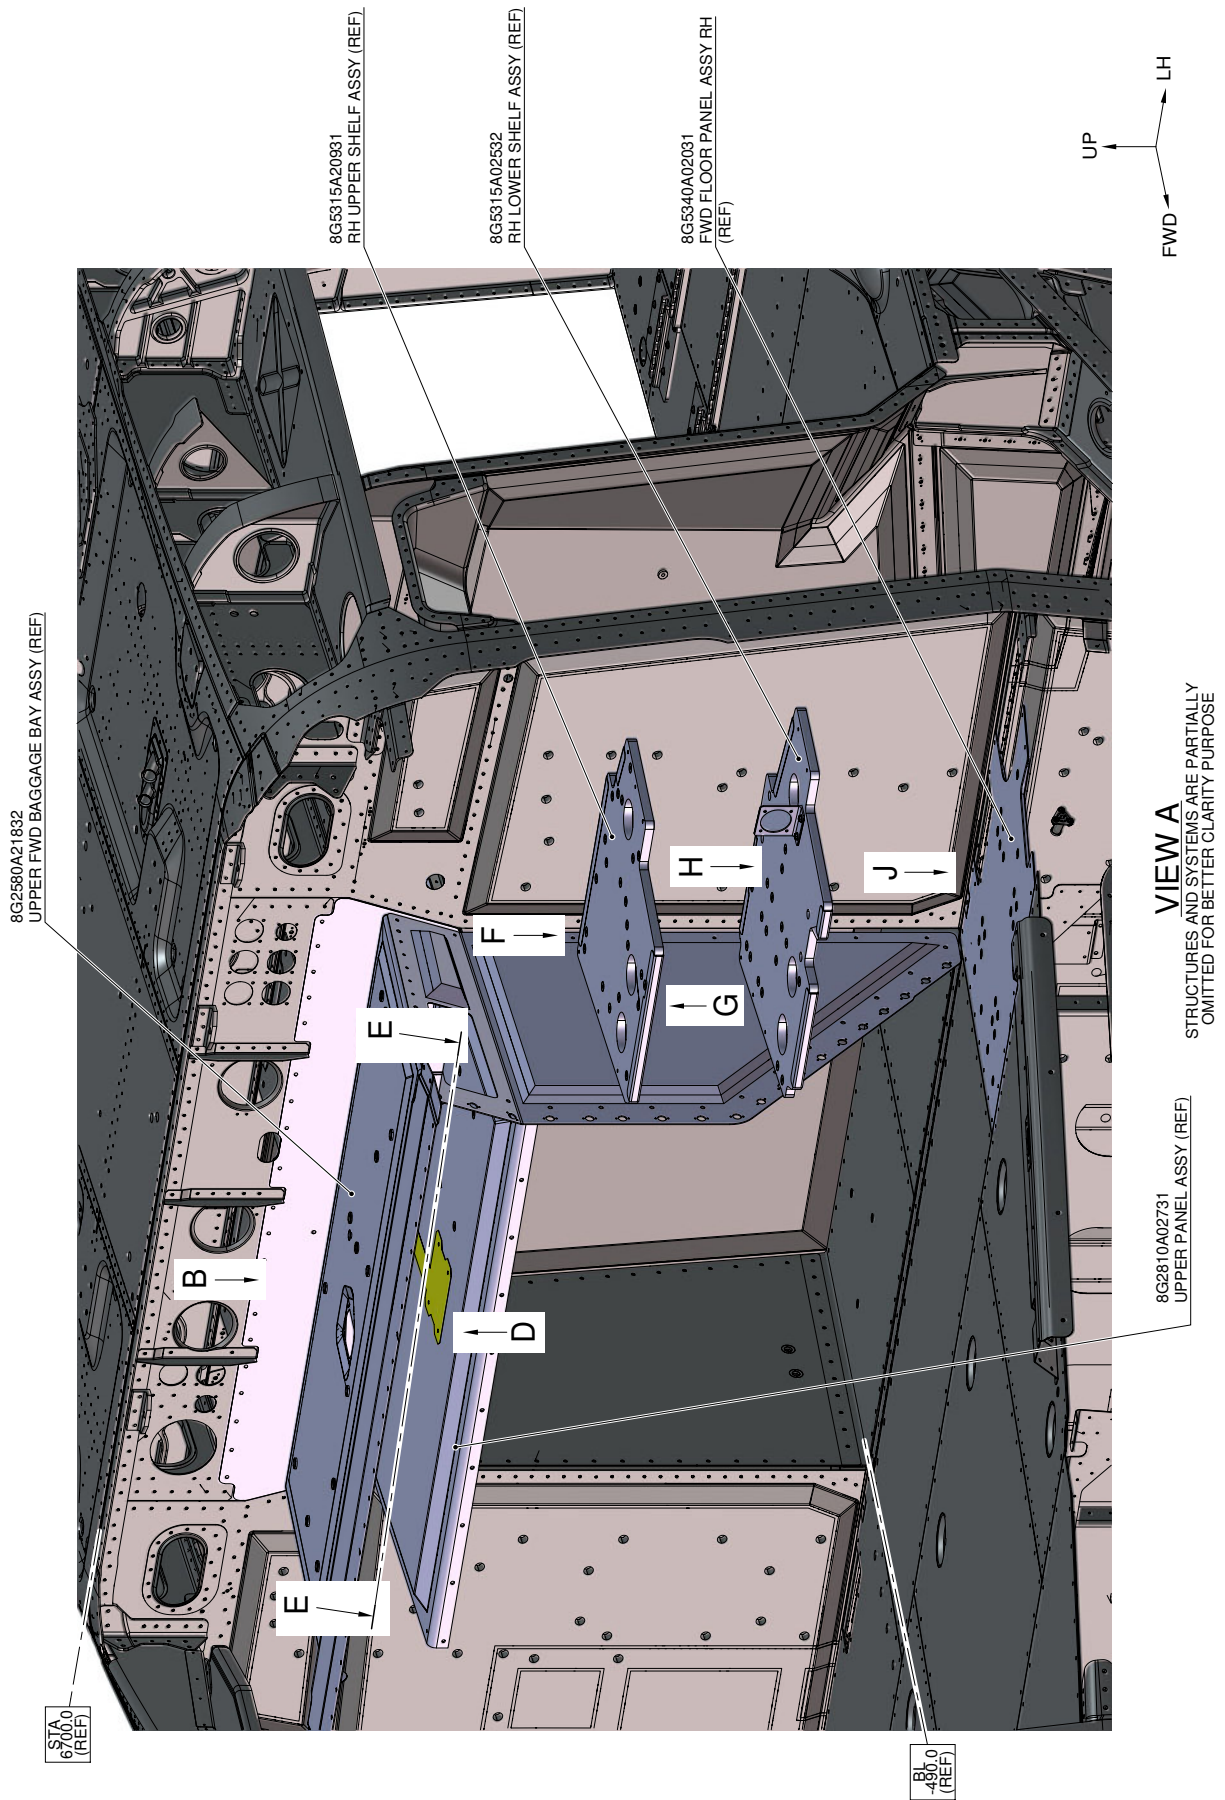 STA
6700.0
(REF)
8G2580A21832
UPPER FWD BAGGAGE BAY ASSY (REF)
8G5315A20931
RH UPPER SHELF ASSY (REF)
8G5315A02532
RH LOWER SHELF ASSY (REF)
8G5340A02031
FWD FLOOR PANEL ASSY RH
(REF)
B
E
E
D
F
G
H
J
BL
-490.0
(REF)
8G2810A02731
UPPER PANEL ASSY (REF)
VIEW A
STRUCTURES AND SYSTEMS ARE PARTIALLY
OMITTED FOR BETTER CLARITY PURPOSE
UP
FWD
LH